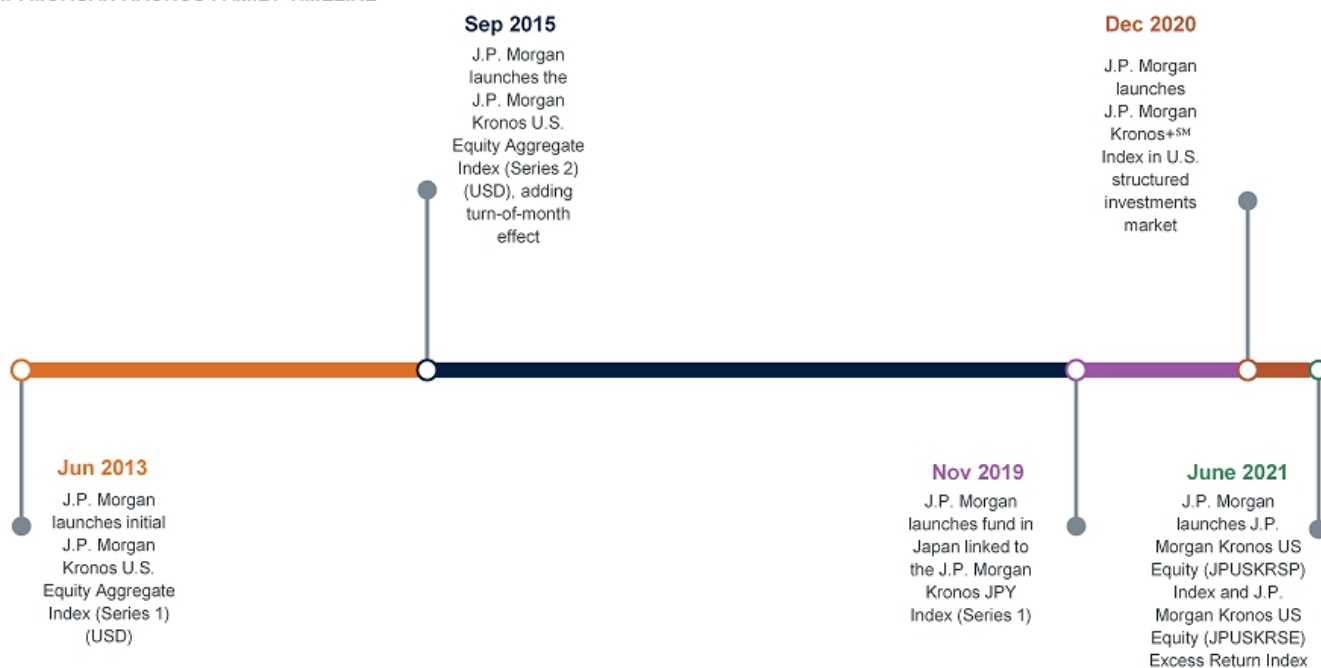 Sep 2015
J.P. Morgan
launches the
J.P. Morgan
Kronos U.S.
Equity Aggregate
Index (Series 2)
(USD), adding
turn-of-month
effect
Dec 2020
J.P. Morgan
launches
J.P. Morgan
Kronos+℠
Index in U.S.
structured
investments
market
Jun 2013
J.P. Morgan
launches initial
J.P. Morgan
Kronos U.S.
Equity Aggregate
Index (Series 1)
(USD)
Nov 2019
J.P. Morgan
launches fund in
Japan linked to
the J.P. Morgan
Kronos JPY
Index (Series 1)
June 2021
J.P. Morgan
launches J.P.
Morgan Kronos US
Equity (JPUSKRSP)
Index and J.P.
Morgan Kronos US
Equity (JPUSKRSE)
Excess Return Index